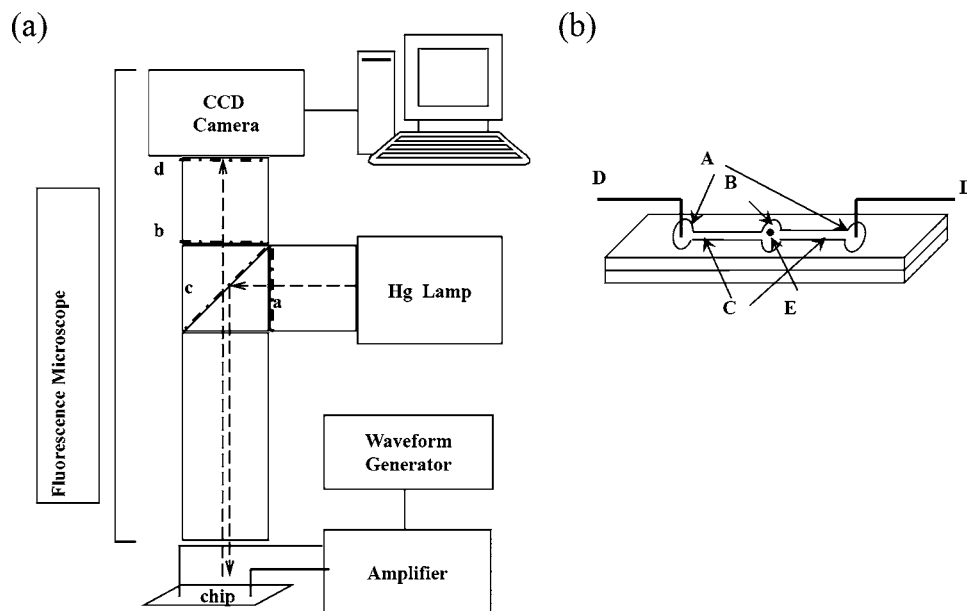 (a)
(b)
CCD
Camera
d
b
c
a
Hg Lamp
Fluorescence Microscope
Waveform
Generator
Amplifier
chip
A
B
D
C
E